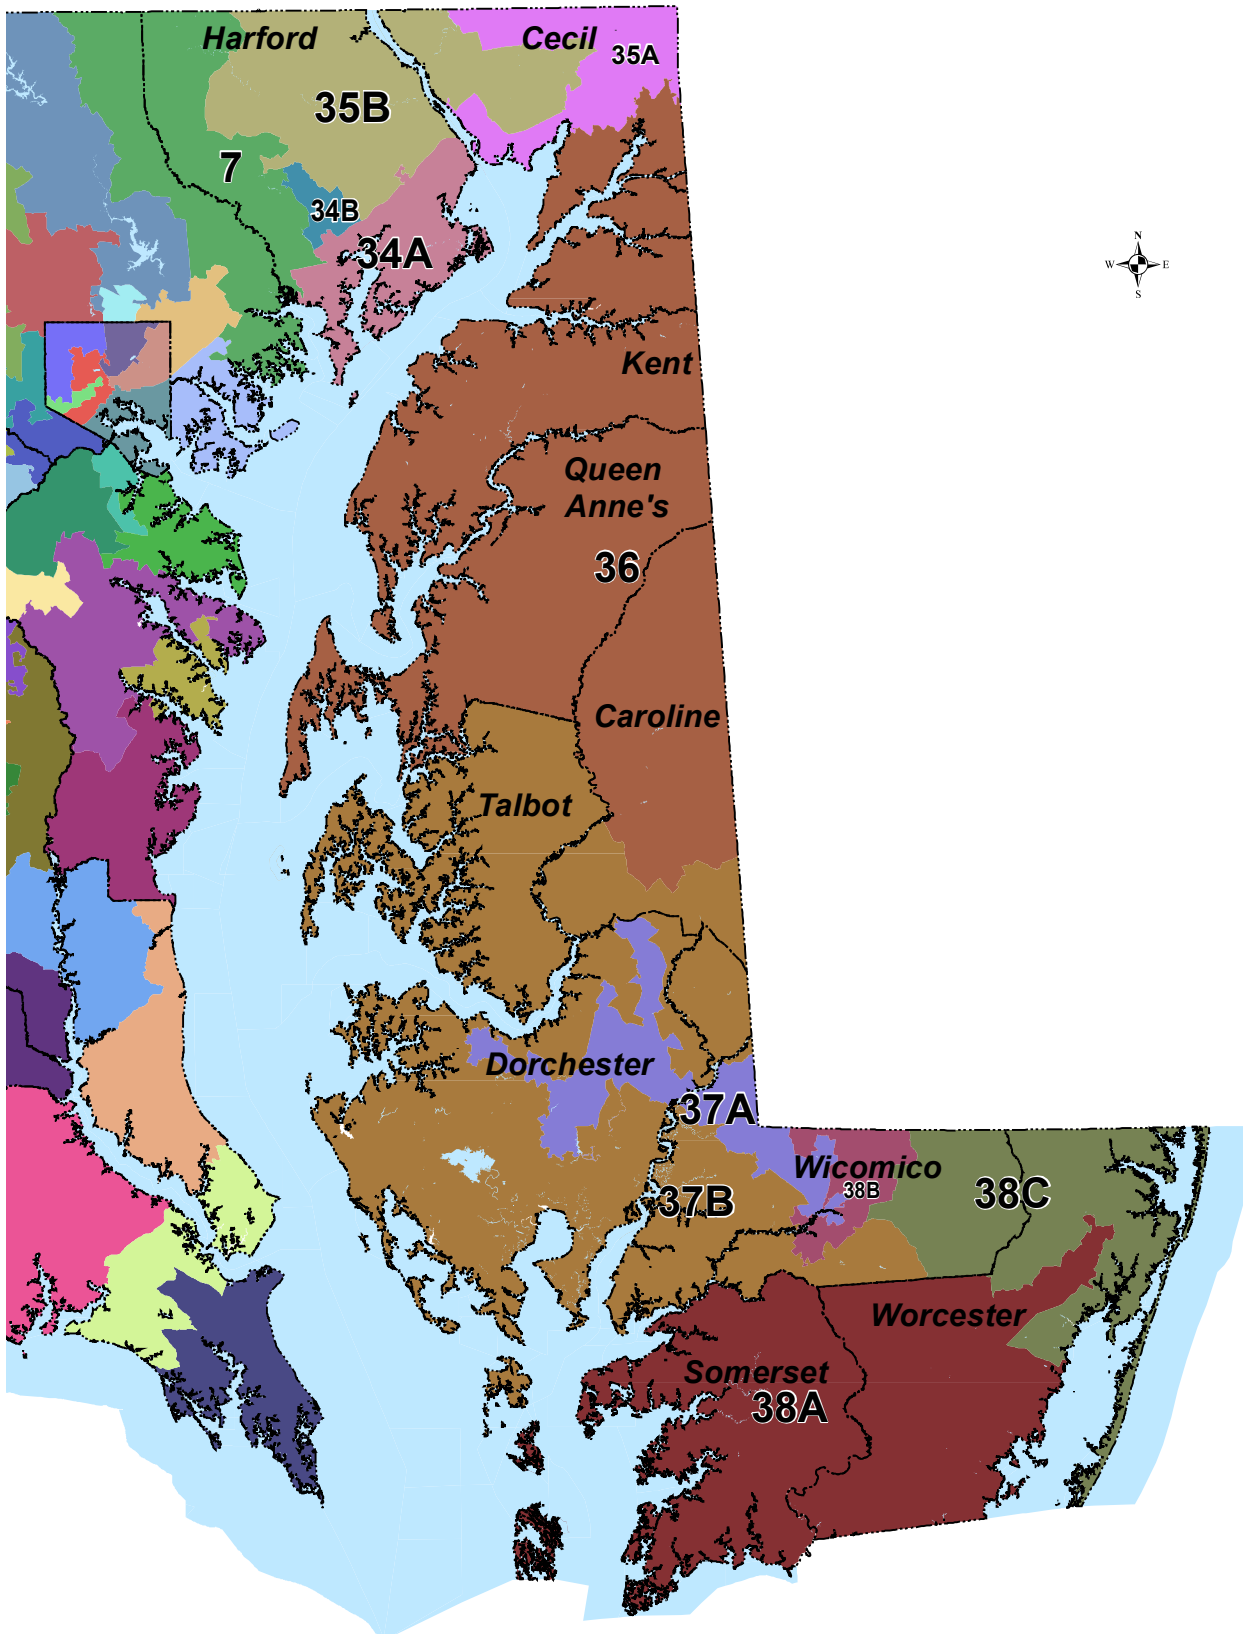 Harford
Cecil
35A
35B
7
34B
34A
N
W E
S
Kent
Queen
Anne's
36
Caroline
Talbot
Dorchester
37A
Wicomico
38B
37B
38C
Worcester
Somerset
38A